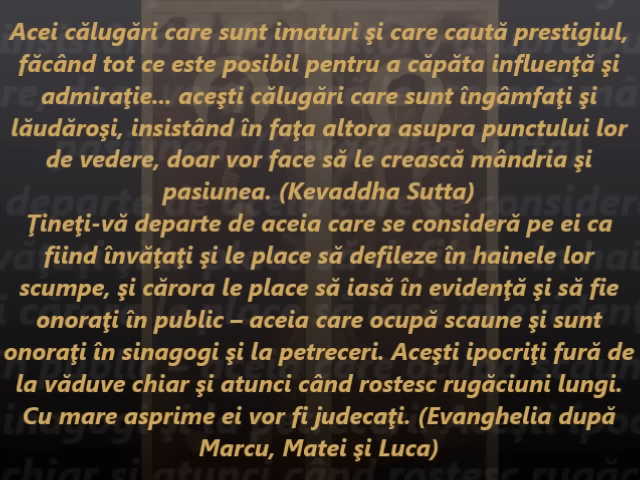 Acei călugări care sunt imaturi şi care caută prestigiul,
făcând tot ce este posibil pentru a căpăta influenţă şi
admiraţie... aceşti călugări care sunt îngâmfaţi şi
lăudăroşi, insistând în faţa altora asupra punctului lor
de vedere, doar vor face să le crească mândria şi
pasiunea. (Kevaddha Sutta)
Ţineţi-vă departe de aceia care se consideră pe ei ca
fiind învăţaţi şi le place să defileze în hainele lor
scumpe, şi cărora le place să iasă în evidenţă şi să fie
onoraţi în public – aceia care ocupă scaune şi sunt
onoraţi în sinagogi şi la petreceri. Aceşti ipocriţi fură de
la văduve chiar şi atunci când rostesc rugăciuni lungi.
Cu mare asprime ei vor fi judecaţi. (Evanghelia după
Marcu, Matei şi Luca)